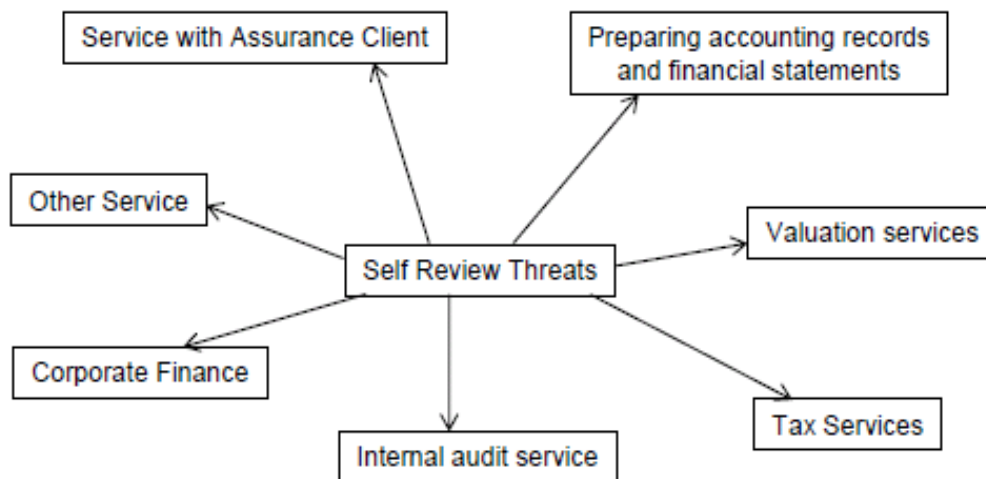 Service with Assurance Client
Preparing accounting records
and financial statements
Other Service
Valuation services
Self Review Threats
Corporate Finance
Tax Services
Internal audit service